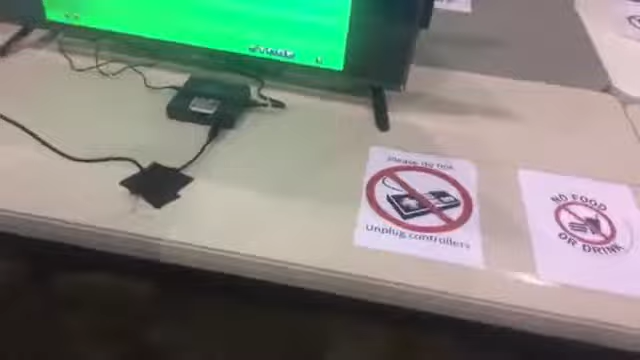 Please do not
Unplug controllers
NO FOOD
OR DRINK